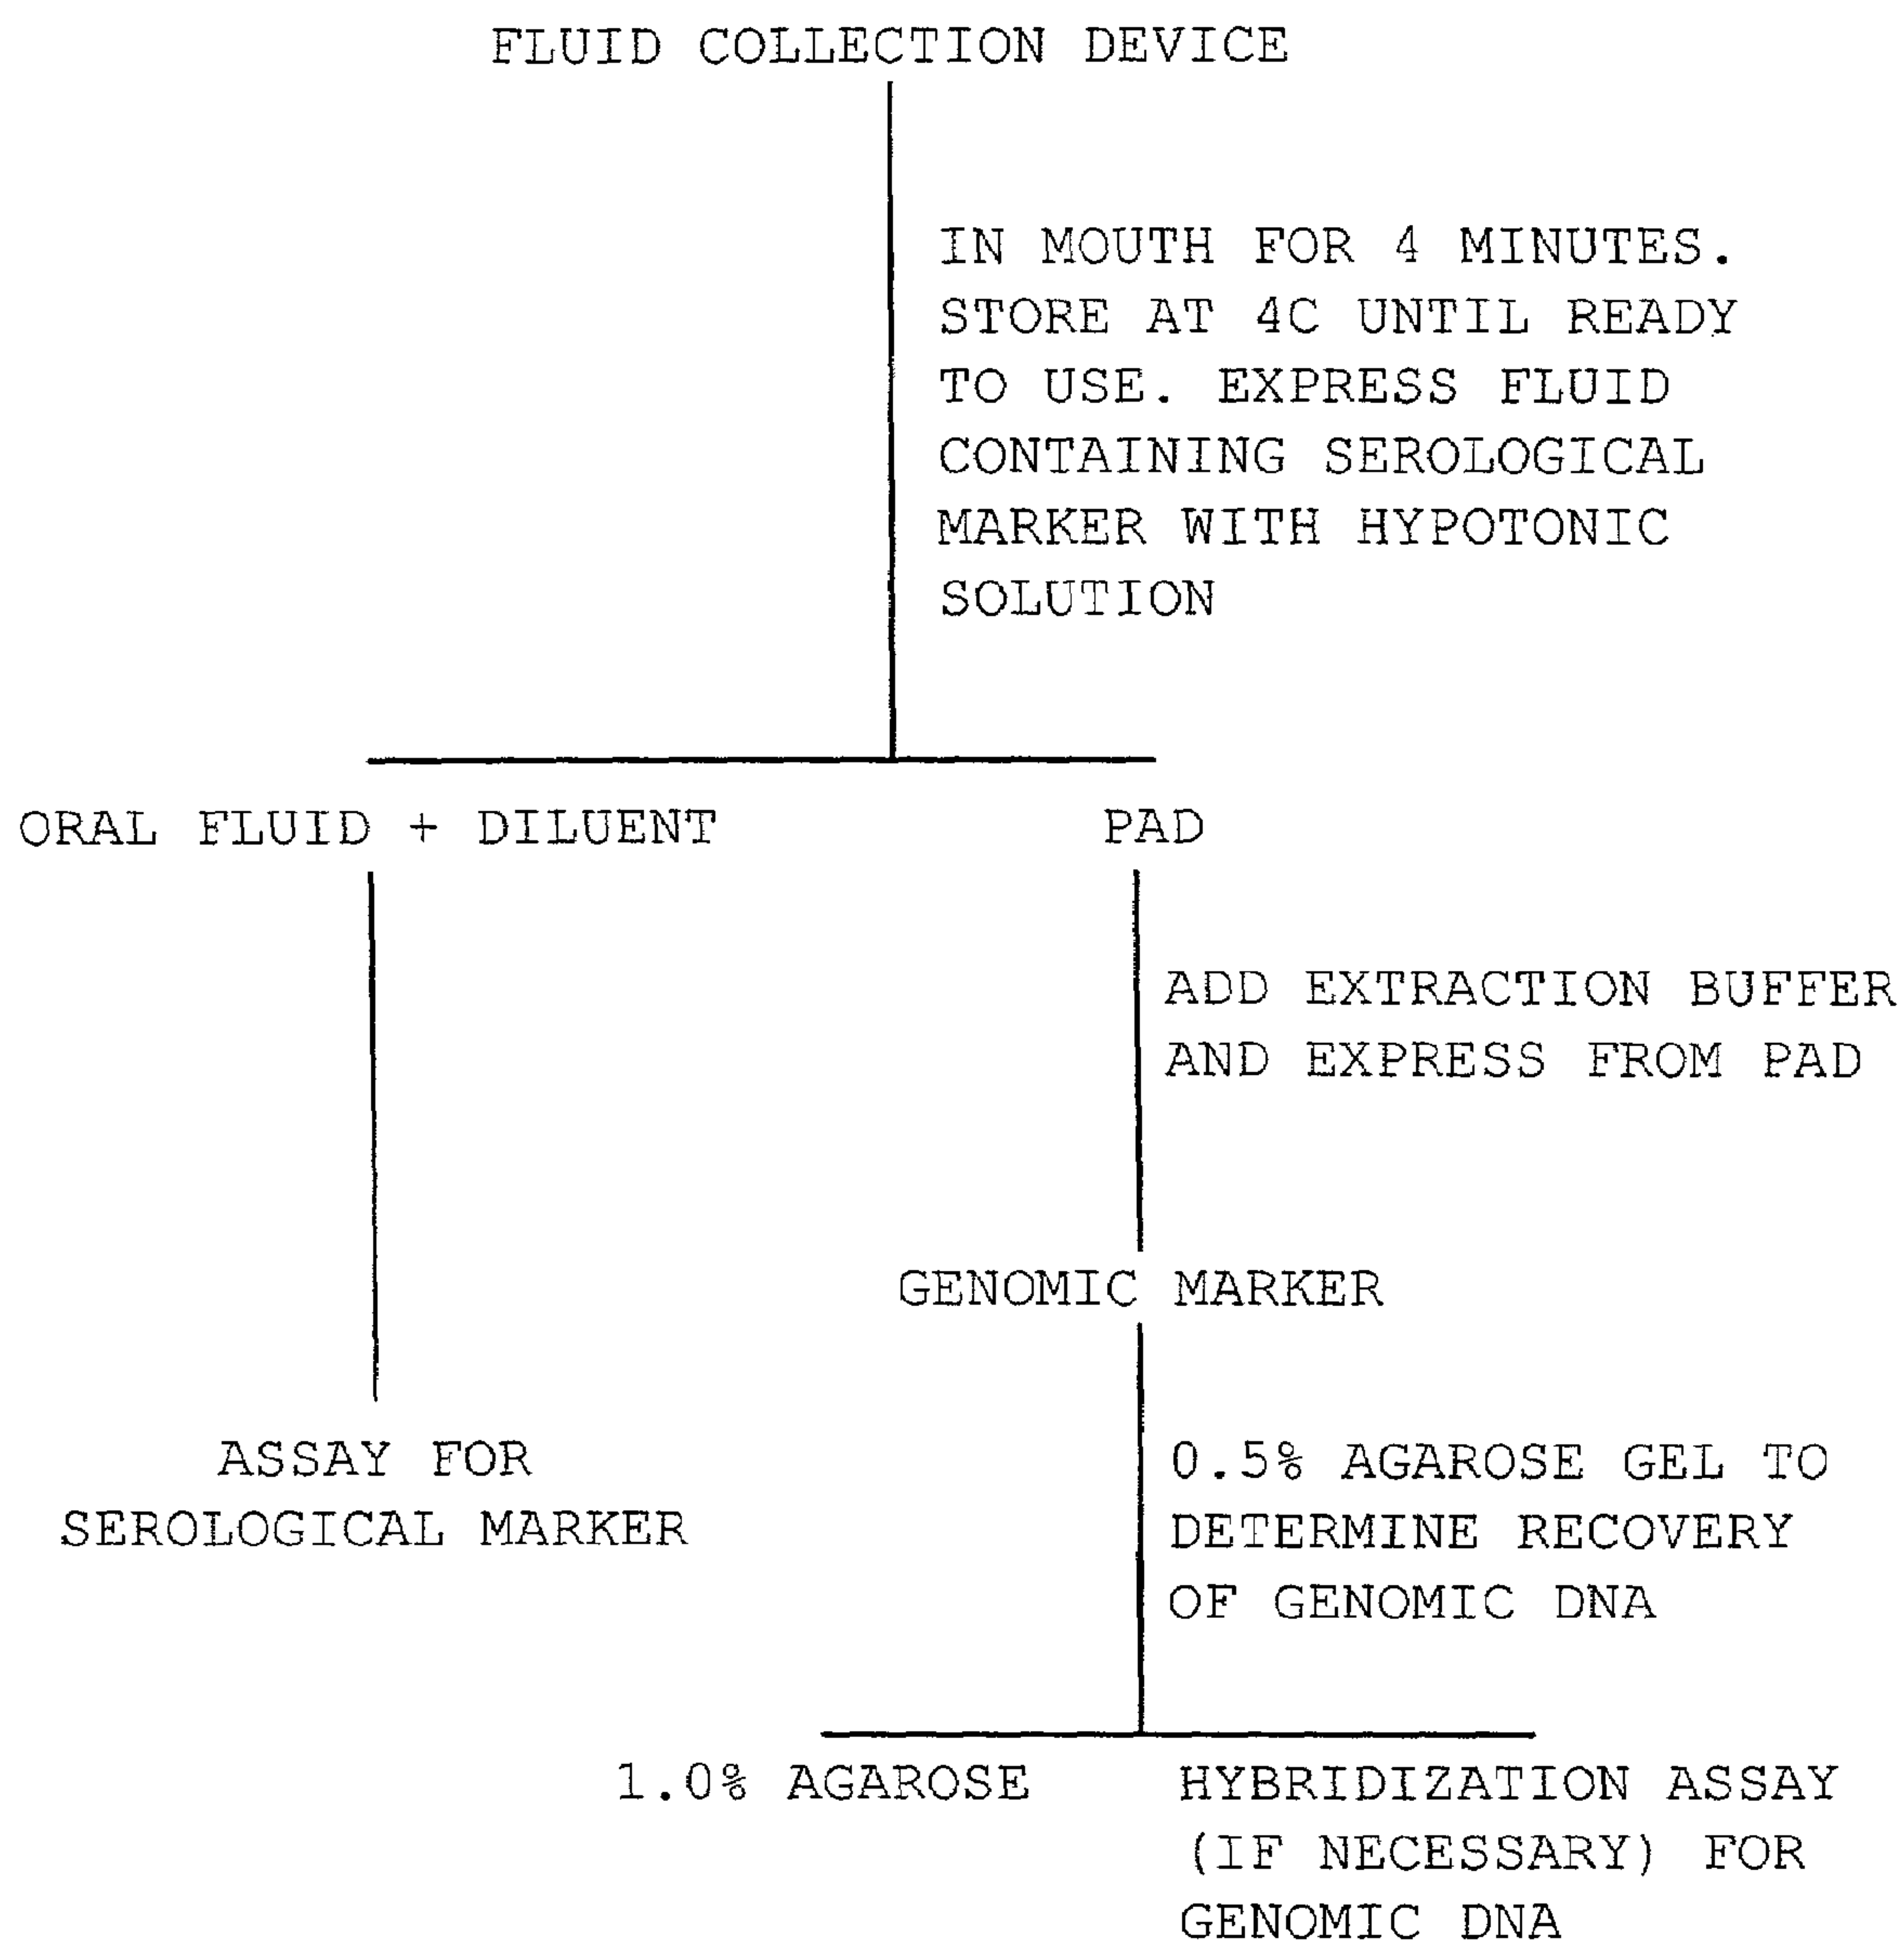 FLUID COLLECTION DEVICE
IN MOUTH FOR 4 MINUTES.
STORE AT 4C UNTIL READY
TO USE. EXPRESS FLUID
CONTAINING SEROLOGICAL
MARKER WITH HYPOTONIC
SOLUTION
ORAL FLUID + DILUENT
PAD
ADD EXTRACTION BUFFER
AND EXPRESS FROM PAD
GENOMIC MARKER
ASSAY FOR
SEROLOGICAL MARKER
0.5% AGAROSE GEL TO
DETERMINE RECOVERY
OF GENOMIC DNA
1.0% AGAROSE
HYBRIDIZATION ASSAY
(IF NECESSARY) FOR
GENOMIC DNA